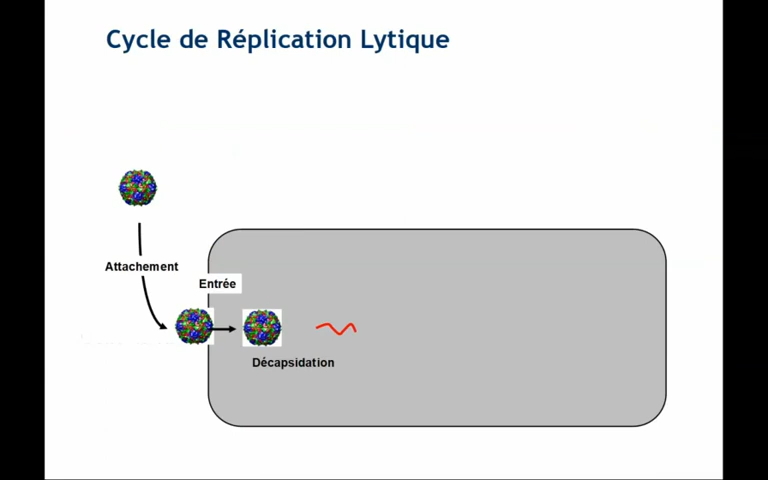 Cycle de Réplication Lytique
Attachement
Entrée
Décapsidation